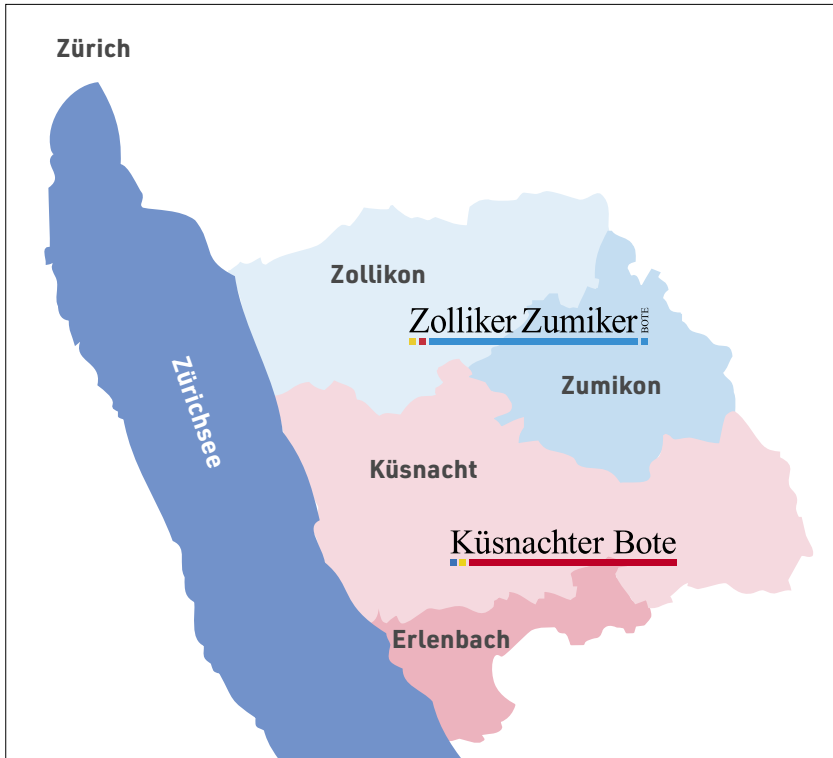 Zürich
Zollikon
Zolliker Zumiker BOTE
Zürichsee
Zumikon
Küsnacht
Küsnachter Bote
Erlenbach